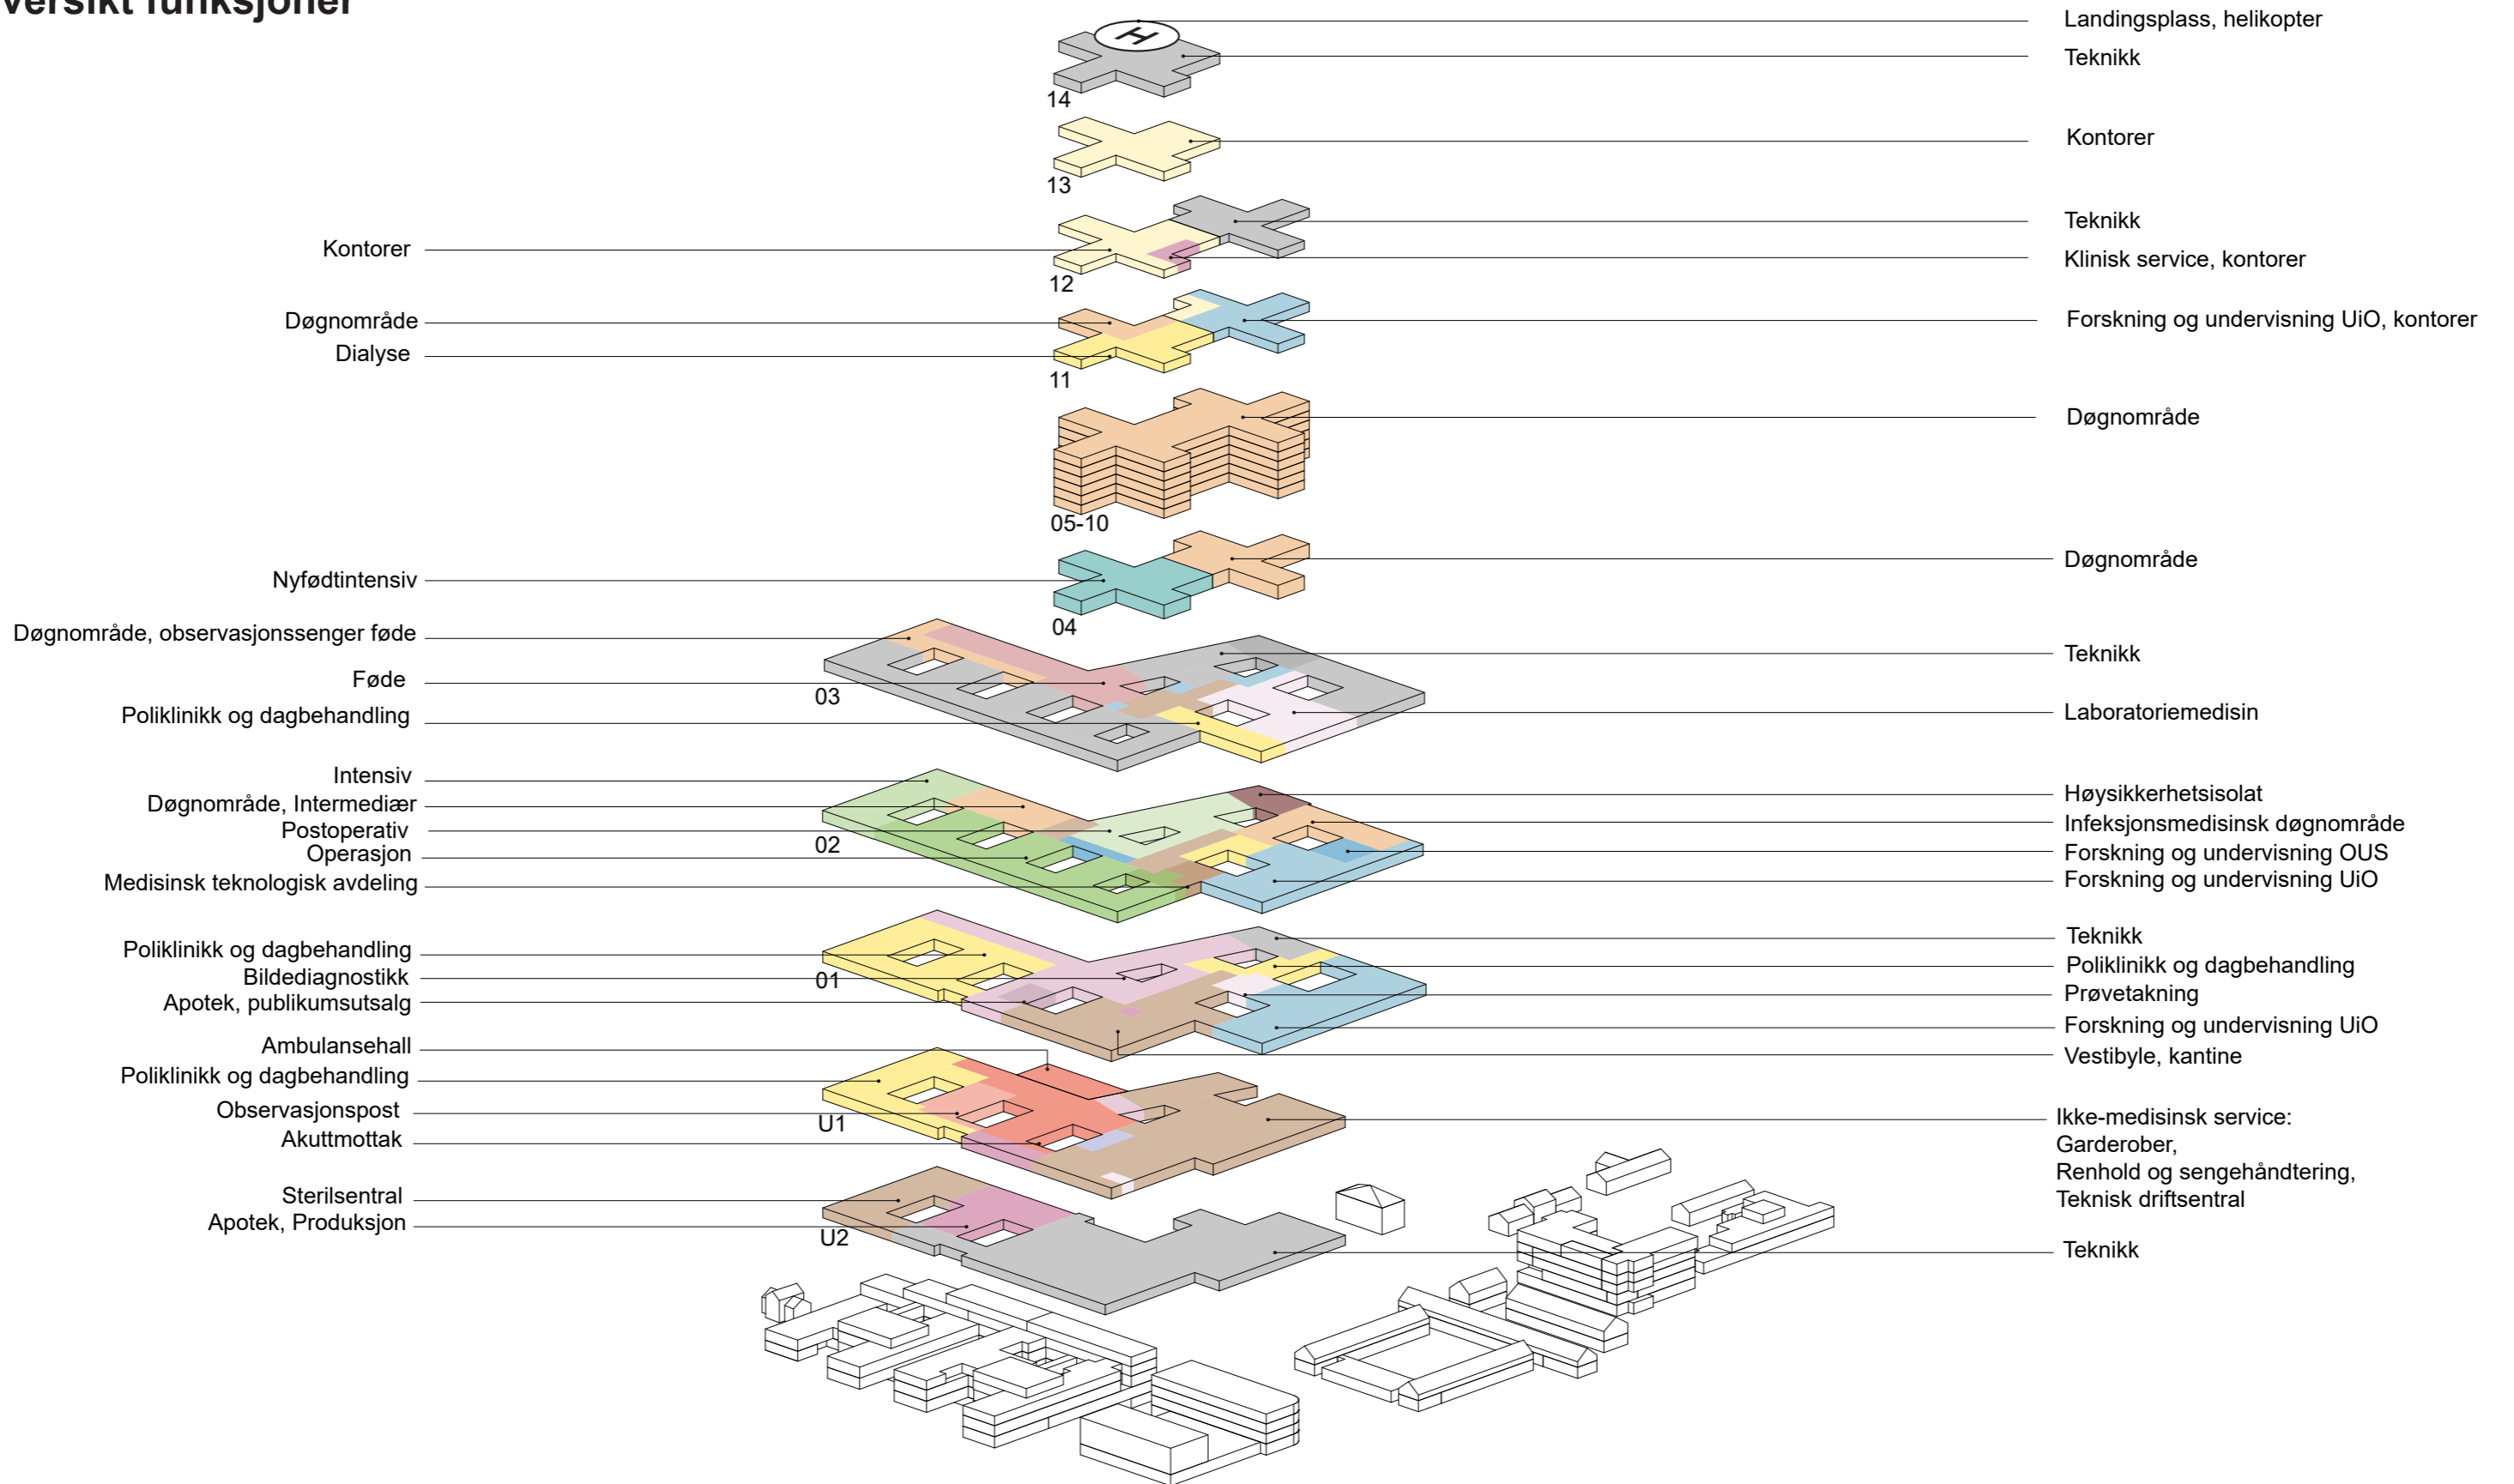 versikt funksjoner
Landingsplass, helikopter
Teknikk
14
Kontorer
13
Teknikk
Kontorer
Klinisk service, kontorer
12
Døgnområde
Forskning og undervisning UiO, kontorer
Dialyse
11
Døgnområde
05-10
Døgnområde
Nyfødtintensiv
04
Døgnområde, observasjonssenger føde
Teknikk
Føde
03
Poliklinikk og dagbehandling
Laboratoriemedisin
Intensiv
Høysikkerhetsisolat
Døgnområde, Intermediær
Infeksjonsmedisinsk døgnområde
Postoperativ
02
Operasjon
Forskning og undervisning OUS
Medisinsk teknologisk avdeling
Forskning og undervisning UiO
Teknikk
Poliklinikk og dagbehandling
Poliklinikk og dagbehandling
Bildediagnostikk
01
Prøvetakning
Apotek, publikumsutsalg
Forskning og undervisning UiO
Ambulansehall
Vestibyle, kantine
Poliklinikk og dagbehandling
Observasjonspost
U1
Akuttmottak
Ikke-medisinsk service:
Garderober,
Renhold og sengehåndtering,
Teknisk driftsentral
Sterilsentral
Apotek, Produksjon
U2
Teknikk
H